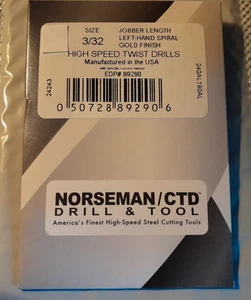 SIZE
3/32
JOBBER LENGTH
LEFT-HAND SPIRAL
GOLD FINISH
HIGH SPEED TWIST DRILLS
Manufactured in the USA
EDP# 89290
24243
0 50728 89290 6
NORSEMAN/CTD
DRILL & TOOL
America's Finest High-Speed Steel Cutting Tools